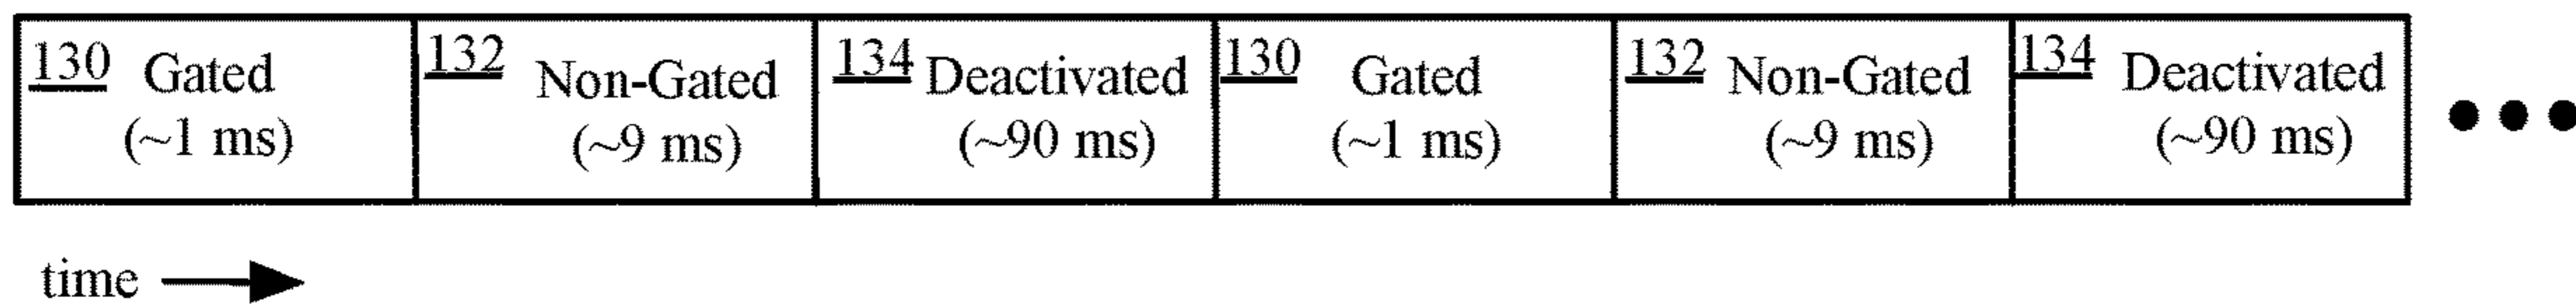 130 Gated
(~1 ms)
132 Non-Gated
(~9 ms)
134 Deactivated
(~90 ms)
130 Gated
(~1 ms)
132 Non-Gated
(~9 ms)
134 Deactivated
(~90 ms)
time